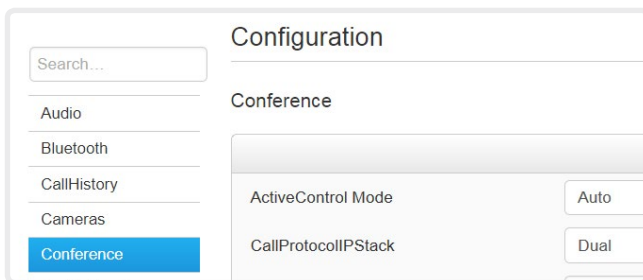 Configuration
Search...
Audio
Bluetooth
CallHistory
Cameras
Conference
Conference
ActiveControl Mode
Auto
CallProtocolIPStack
Dual